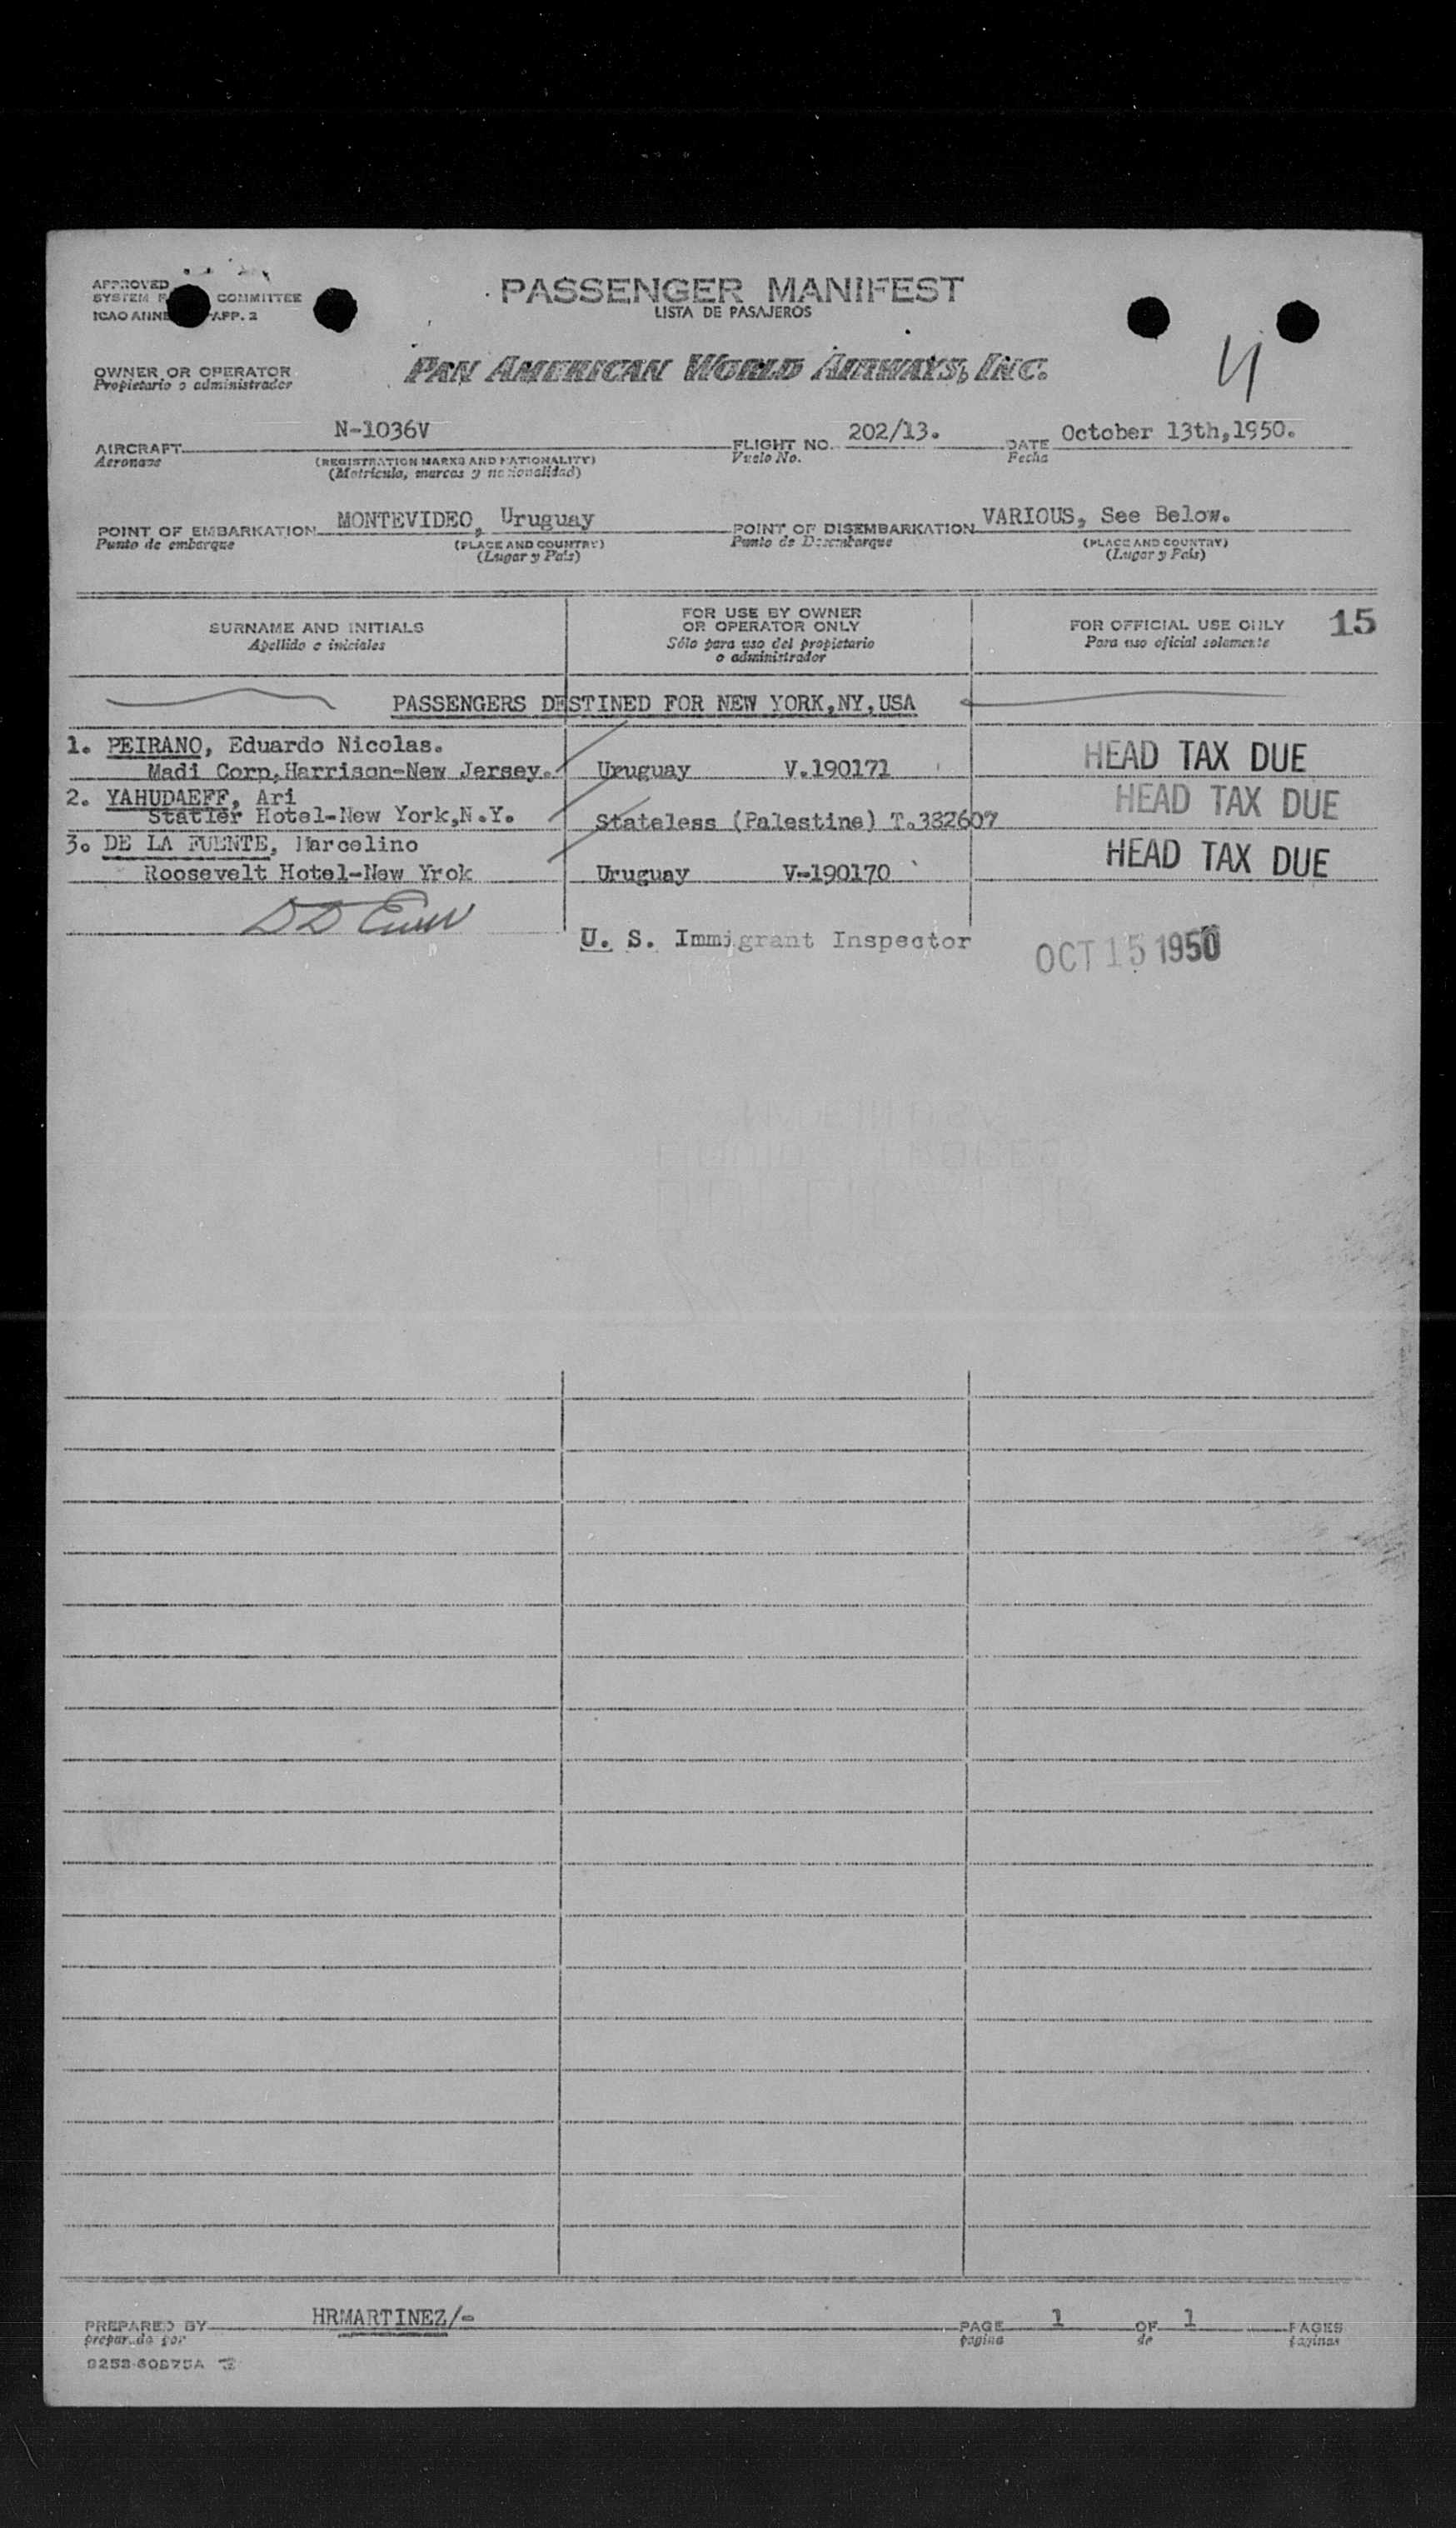 PASSENGER MANIFEST
LISTA DE PASAJEROS
APPROVED
SYSTEM COMMITTEE
ICAO APP. 2
4
OWNER OR OPERATOR
Propietario o administrador
PAN AMERICAN WORLD AIRWAYS, INC.
AIRCRAFT N-1036V FLIGHT NO. 202/13. DATE October 13th,1950.
Aeronave (REGISTRATION MARKS AND NATIONALITY) Vuelo No. Fecha
(Matricula, marcas y nacionalidad)
POINT OF EMBARKATION MONTEVIDEO, Uruguay POINT OF DISEMBARKATION VARIOUS, See Below.
Punto de embarque (PLACE AND COUNTRY) Punto de Desembarque (PLACE AND COUNTRY)
(Lugar y País) (Lugar y País)
SURNAME AND INITIALS
Apellido e iniciales
FOR USE BY OWNER
OR OPERATOR ONLY
Sólo para uso del propietario
o administrador
FOR OFFICIAL USE ONLY 15
Para uso oficial solamente
PASSENGERS DESTINED FOR NEW YORK,NY,USA
1. PEIRANO, Eduardo Nicolas.
Madi Corp,Harrison-New Jersey. Uruguay V.190171 HEAD TAX DUE
2. YAHUDAEFF, Ari
Statler Hotel-New York,N.Y. Stateless (Palestine) T.332607 HEAD TAX DUE
3. DE LA FUENTE, Marcelino
Roosevelt Hotel-New Yrok Uruguay V-190170 HEAD TAX DUE
U. S. Immigrant Inspector OCT 15 1950
PREPARED BY HRMARTINEZ/- PAGE 1 OF 1 PAGES
preparado por pagina de paginas